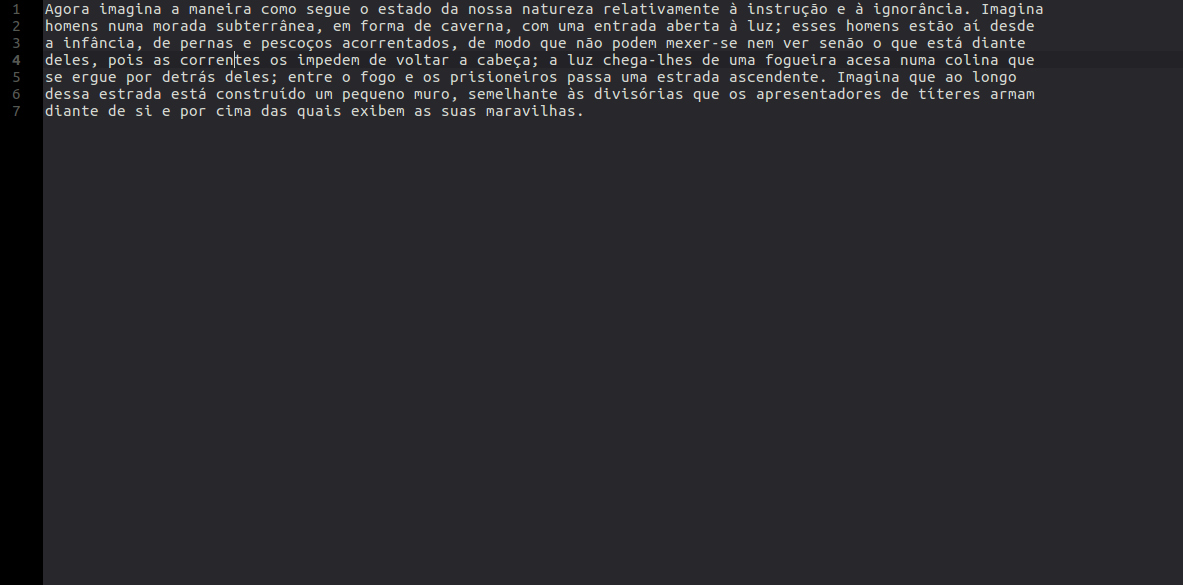 1 Agora imagina a maneira como segue o estado da nossa natureza relativamente à instrução e à ignorância. Imagina
2 homens numa morada subterrânea, em forma de caverna, com uma entrada aberta à luz; esses homens estão aí desde
3 a infância, de pernas e pescoços acorrentados, de modo que não podem mexer-se nem ver senão o que está diante
4 deles, pois as correntes os impedem de voltar a cabeça; a luz chega-lhes de uma fogueira acesa numa colina que
5 se ergue por detrás deles; entre o fogo e os prisioneiros passa uma estrada ascendente. Imagina que ao longo
6 dessa estrada está construído um pequeno muro, semelhante às divisórias que os apresentadores de títeres armam
7 diante de si e por cima das quais exibem as suas maravilhas.